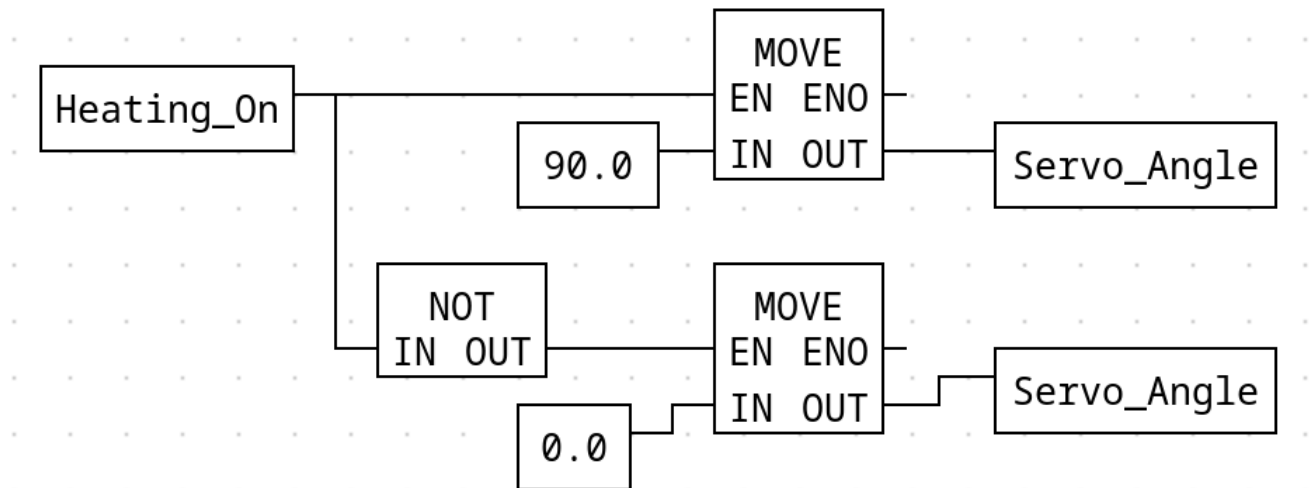 MOVE
Heating_On
EN ENO
90.0
IN OUT
Servo_Angle
NOT
IN OUT
MOVE
EN ENO
IN OUT
Servo_Angle
0.0